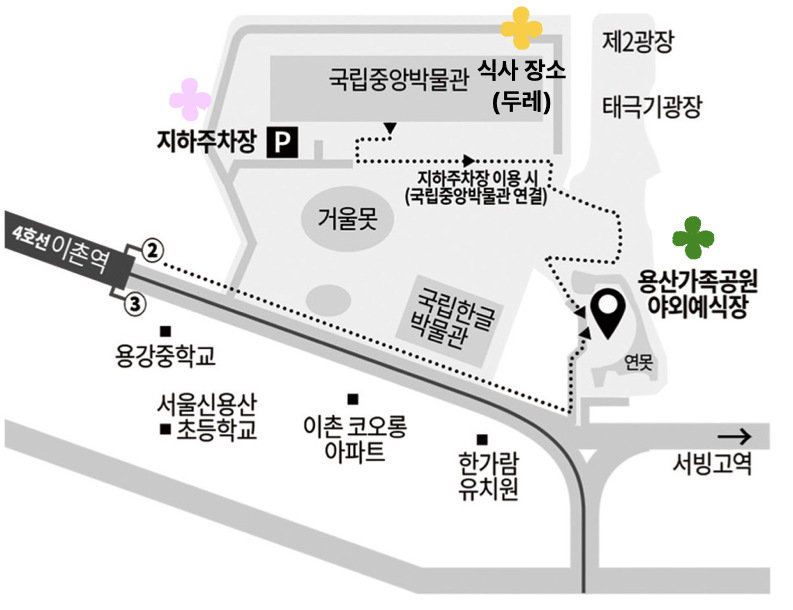 제2광장
국립중앙박물관
식사 장소
(두레)
태극기광장
지하주차장 P
지하주차장 이용 시
(국립중앙박물관 연결)
거울못
4호선 이촌역
②
③
용산가족공원
야외예식장
국립한글
박물관
연못
용강중학교
서울신용산
초등학교
이촌 코오롱
아파트
한가람
유치원
→
서빙고역